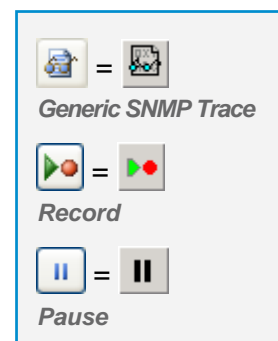 =
Generic SNMP Trace
=
Record
=
Pause